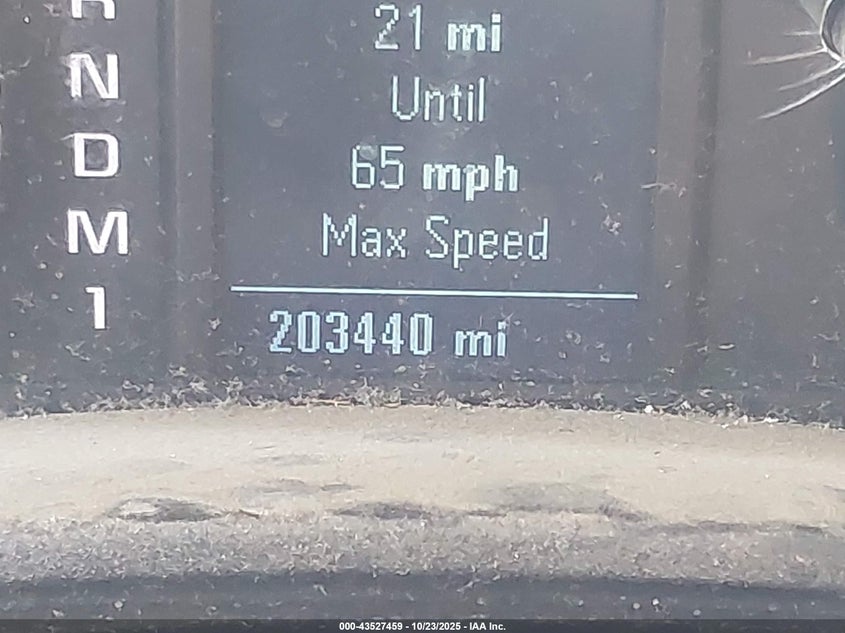 R
21 mi
N
Until
D
65 mph
M
Max Speed
1
203440 mi
000-43527459 - 10/23/2025 - IAA Inc.